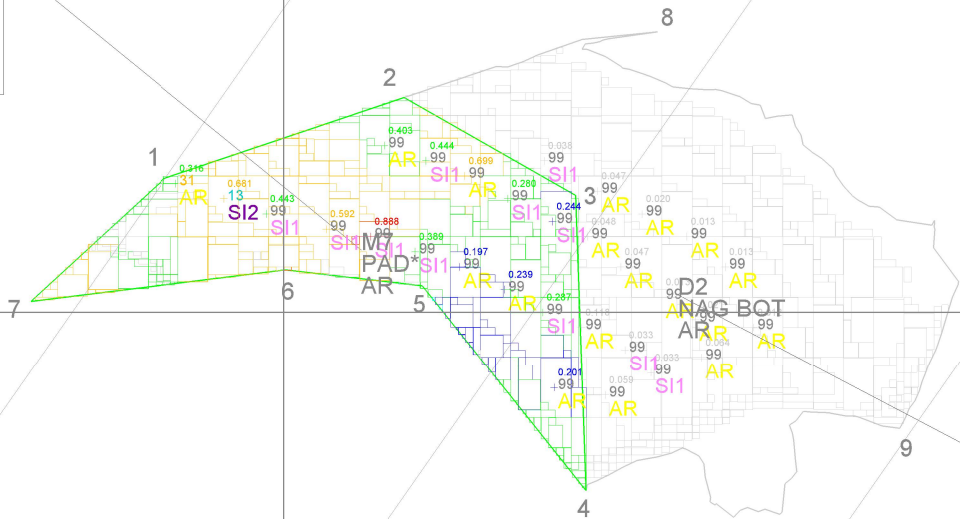 8
2
1
0.403
99
AR
0.444
99
SI1
0.699
99
AR
0.038
99
SI1
0.316
31
AR
0.681
13
SI2
0.443
99
SI1
0.280
99
SI1
3
0.047
99
AR
0.244
99
SI1
0.020
99
AR
0.592
99
SI1
0.888
99
SI1
0.048
99
AR
0.013
99
AR
M7
PAD*
AR
0.389
99
SI1
0.197
99
AR
0.047
99
AR
0.013
99
AR
0.239
99
AR
D2
NAG BOT
AR
99
AR
6
7
5
0.287
99
SI1
99
AR
99
AR
99
AR
0.033
99
SI1
0.064
99
AR
0.033
99
SI1
0.201
99
AR
0.059
99
AR
9
4